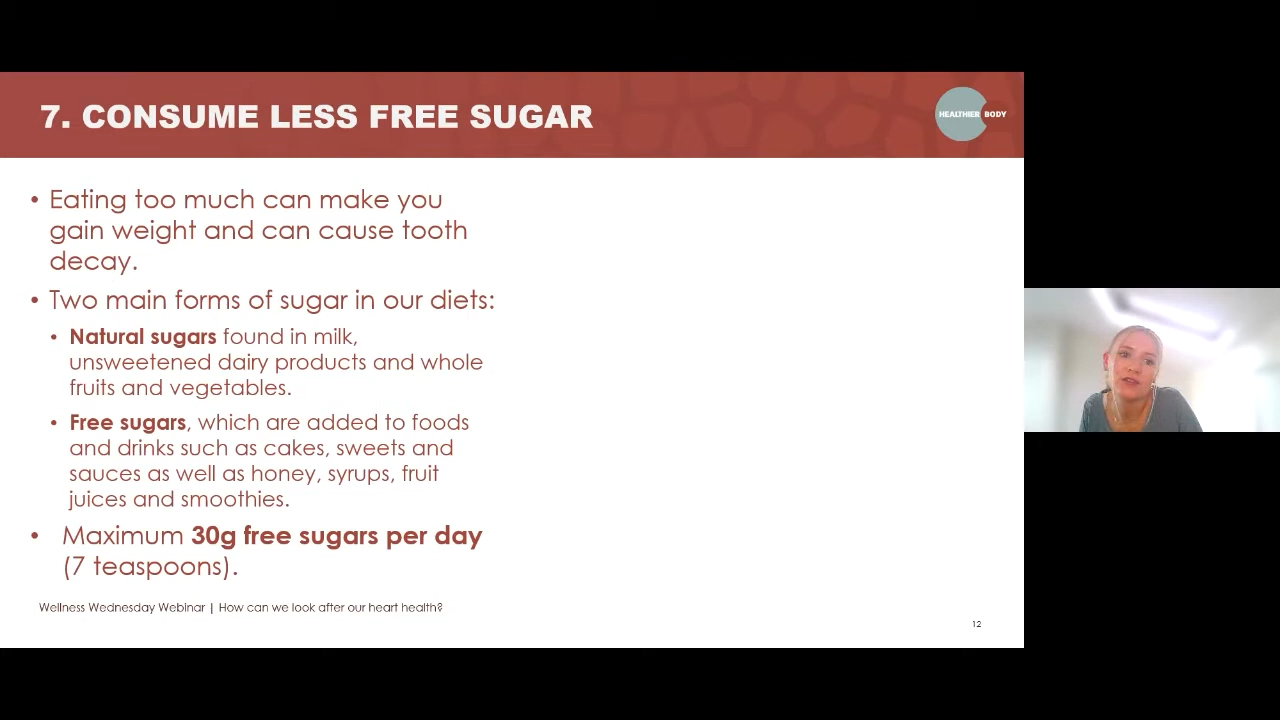 7. CONSUME LESS FREE SUGAR
HEALTHIER BODY
• Eating too much can make you
gain weight and can cause tooth
decay.
• Two main forms of sugar in our diets:
• Natural sugars found in milk,
unsweetened dairy products and whole
fruits and vegetables.
• Free sugars, which are added to foods
and drinks such as cakes, sweets and
sauces as well as honey, syrups, fruit
juices and smoothies.
• Maximum 30g free sugars per day
(7 teaspoons).
Wellness Wednesday Webinar | How can we look after our heart health?
12